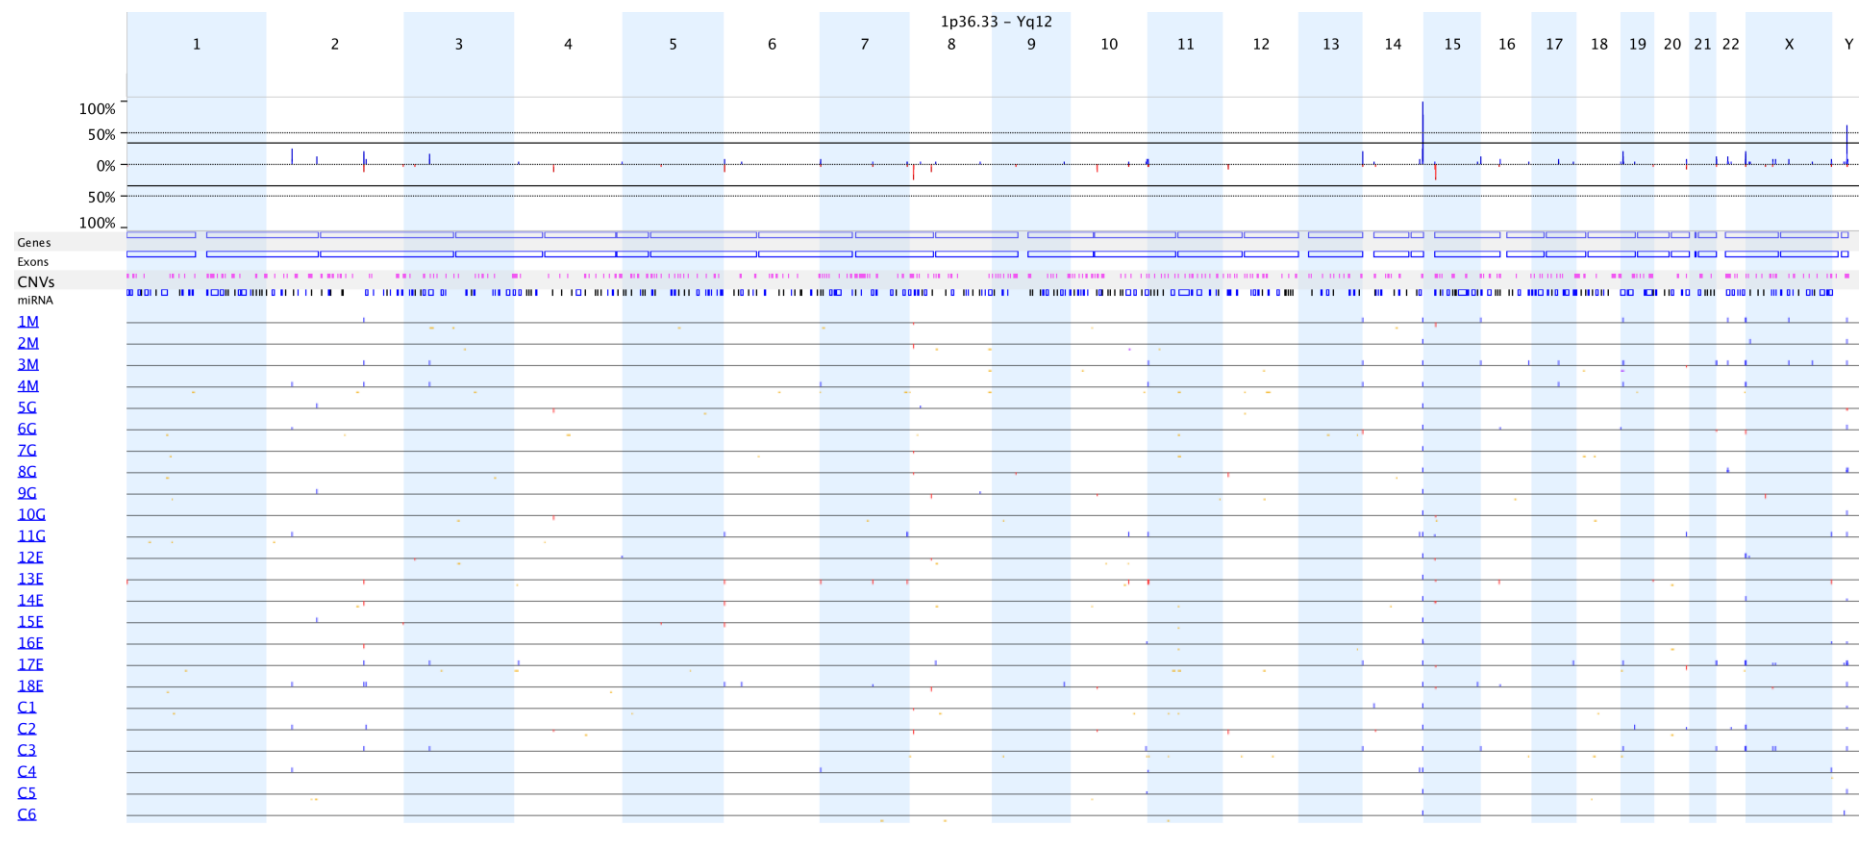 1p36.33 – Yq12
1 2 3 4 5 6 7 8 9 10 11 12 13 14 15 16 17 18 19 20 21 22 X Y
100%
50%
0%
50%
100%
Genes
Exons
CNVs
miRNA
1M
2M
3M
4M
5G
6G
7G
8G
9G
10G
11G
12E
13E
14E
15E
16E
17E
18E
C1
C2
C3
C4
C5
C6